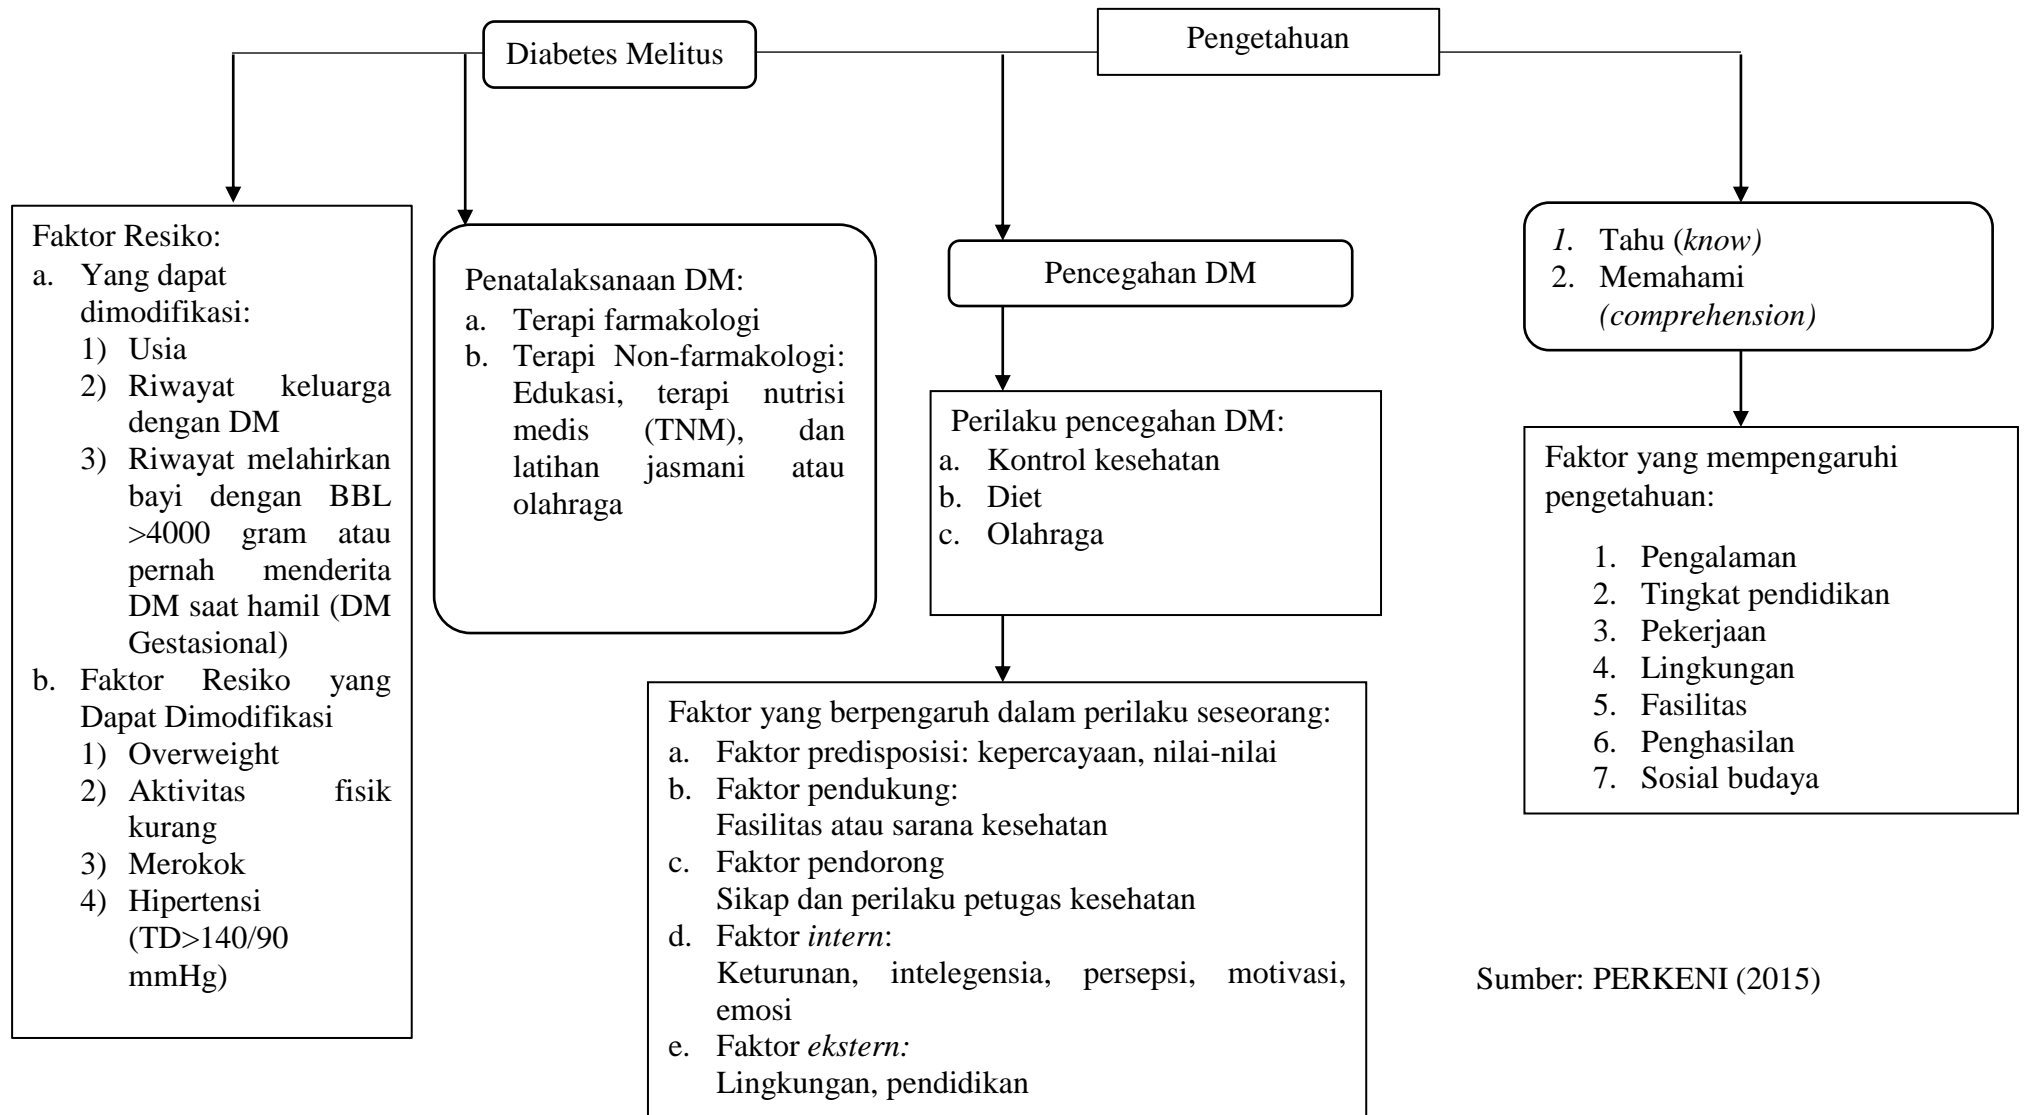 Diabetes Melitus
Pengetahuan
Faktor Resiko:
a. Yang dapat
dimodifikasi:
1) Usia
2) Riwayat keluarga
dengan DM
3) Riwayat melahirkan
bayi dengan BBL
>4000 gram atau
pernah menderita
DM saat hamil (DM
Gestasional)
b. Faktor Resiko yang
Dapat Dimodifikasi
1) Overweight
2) Aktivitas fisik
kurang
3) Merokok
4) Hipertensi
(TD>140/90
mmHg)
Penatalaksanaan DM:
a. Terapi farmakologi
b. Terapi Non-farmakologi:
Edukasi, terapi nutrisi
medis (TNM), dan
latihan jasmani atau
olahraga
Pencegahan DM
Perilaku pencegahan DM:
a. Kontrol kesehatan
b. Diet
c. Olahraga
Faktor yang berpengaruh dalam perilaku seseorang:
a. Faktor predisposisi: kepercayaan, nilai-nilai
b. Faktor pendukung:
Fasilitas atau sarana kesehatan
c. Faktor pendorong
Sikap dan perilaku petugas kesehatan
d. Faktor intern:
Keturunan, intelegensia, persepsi, motivasi,
emosi
e. Faktor ekstern:
Lingkungan, pendidikan
1. Tahu (know)
2. Memahami
(comprehension)
Faktor yang mempengaruhi
pengetahuan:
1. Pengalaman
2. Tingkat pendidikan
3. Pekerjaan
4. Lingkungan
5. Fasilitas
6. Penghasilan
7. Sosial budaya
Sumber: PERKENI (2015)